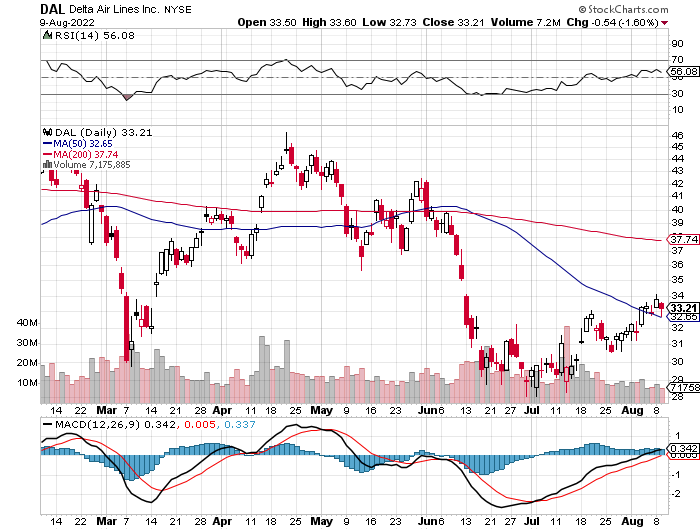 DAL Delta Air Lines Inc. NYSE © StockCharts.com
9-Aug-2022 Open 33.50 High 33.60 Low 32.73 Close 33.21 Volume 7.2M Chg -0.54 (-1.60%)
RSI(14) 56.08
90
70
56.08
50
30
10
DAL (Daily) 33.21
MA(50) 32.65
MA(200) 37.74
Volume 7,175,885
46
45
44
43
42
41
40
39
38
37.74
36
35
34
33.21
32.65
32
31
30
29
28
40M
30M
20M
10M
7175885
14 22 Mar 7 14 21 28 Apr 11 18 25 May 9 16 23 Jun 6 13 21 27 Jul 11 18 25 Aug 8
MACD(12,26,9) 0.342, 0.005, 0.337
1
0.342
0.005
-1
-2
14 22 Mar 7 14 21 28 Apr 11 18 25 May 9 16 23 Jun 6 13 21 27 Jul 11 18 25 Aug 8